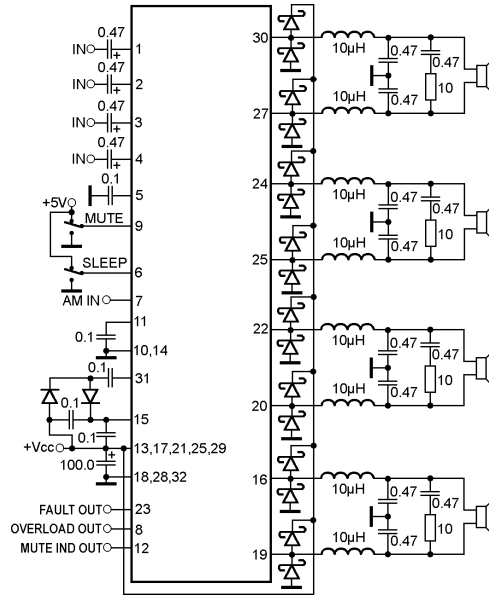 0.47
IN 1
0.47
IN 2
0.47
IN 3
0.47
IN 4
0.1
5
+5V
MUTE 9
SLEEP 6
AM IN 7
11
0.1
10,14
0.1
31
0.1
15
0.1
+Vcc 13,17,21,25,29
100.0
18,28,32
FAULT OUT 23
OVERLOAD OUT 8
MUTE IND OUT 12
30
10µH
0.47
0.47
10µH
0.47
10
27
24
10µH
0.47
0.47
10µH
0.47
10
25
22
10µH
0.47
0.47
10µH
0.47
10
20
16
10µH
0.47
0.47
10µH
0.47
10
19
+
+
+
+
+